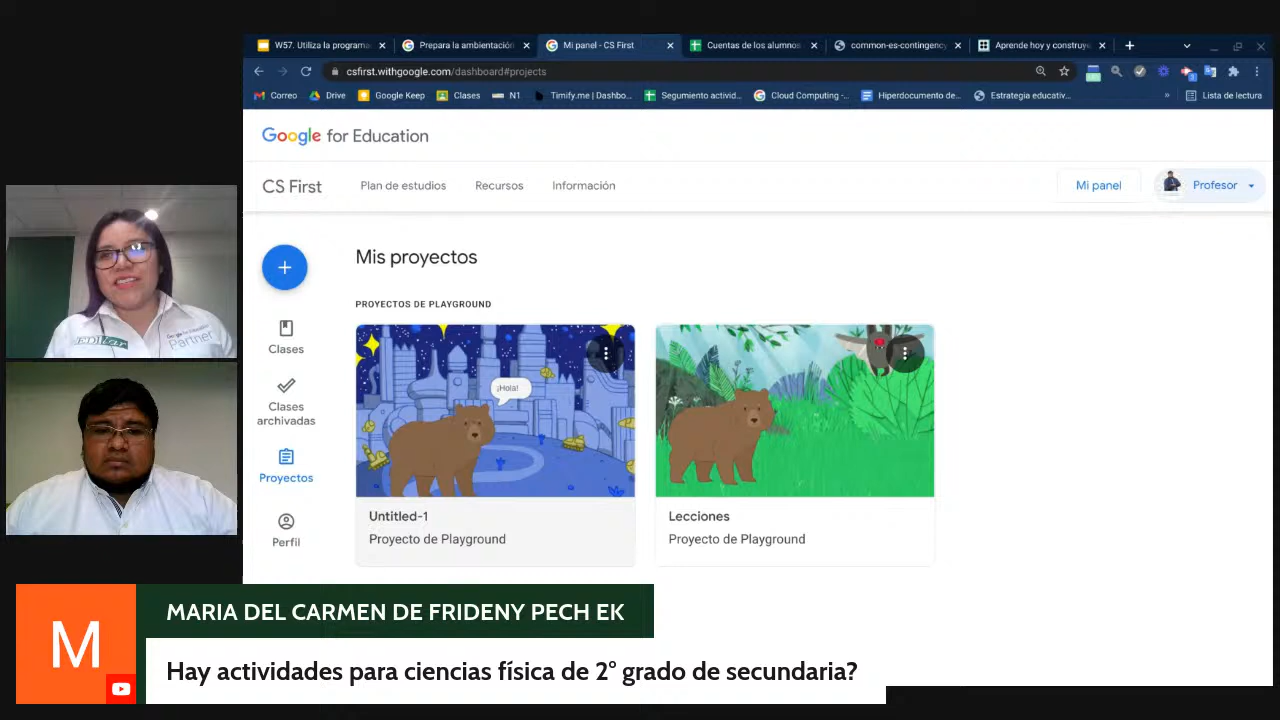 W57. Utiliza la programa
Prepara la ambientación
Mi panel - CS First
Cuentas de los alumnos
common-es-contingency
Aprende hoy y construye
csfirst.withgoogle.com/dashboard#projects
Correo
Drive
Google Keep
Clases
N1
Timify.me | Dashbo...
Segumiento activid...
Cloud Computing -...
Hiperdocumento de...
Estrategia educativ...
»
Lista de lectura
Google for Education
CS First
Plan de estudios
Recursos
Información
Mi panel
Profesor
Mis proyectos
PROYECTOS DE PLAYGROUND
Clases
Clases
archivadas
Proyectos
Perfil
¡Hola!
Untitled-1
Proyecto de Playground
Lecciones
Proyecto de Playground
Google for Education
Partner
M
MARIA DEL CARMEN DE FRIDENY PECH EK
Hay actividades para ciencias física de 2° grado de secundaria?